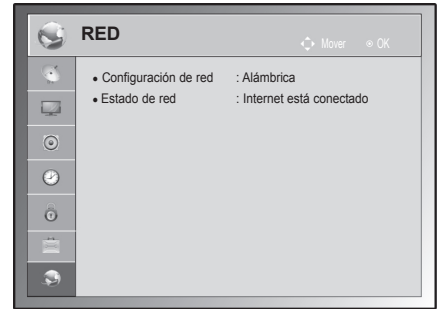 RED
Mover OK
• Configuración de red : Alámbrica
• Estado de red : Internet está conectado